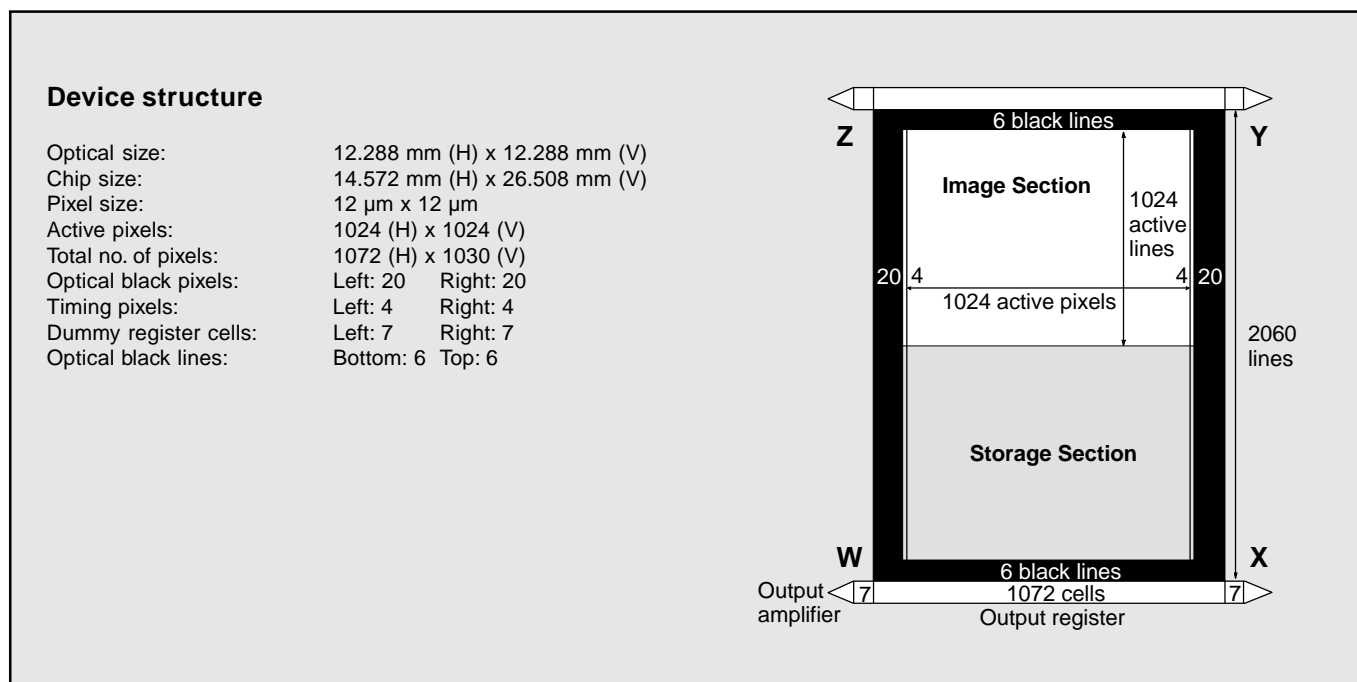 Device structure
Optical size: 12.288 mm (H) x 12.288 mm (V)
Chip size: 14.572 mm (H) x 26.508 mm (V)
Pixel size: 12 µm x 12 µm
Active pixels: 1024 (H) x 1024 (V)
Total no. of pixels: 1072 (H) x 1030 (V)
Optical black pixels: Left: 20 Right: 20
Timing pixels: Left: 4 Right: 4
Dummy register cells: Left: 7 Right: 7
Optical black lines: Bottom: 6 Top: 6
6 black lines
Z
Y
Image Section
1024
active
lines
20 4
4 20
1024 active pixels
2060
lines
Storage Section
W
X
6 black lines
Output
amplifier
7
1072 cells
7
Output register